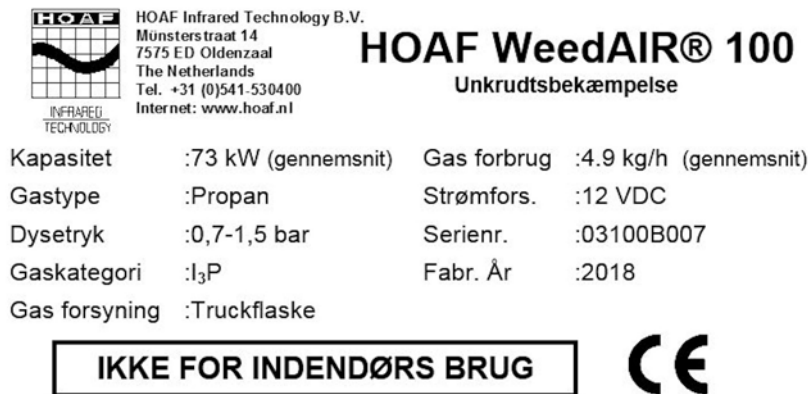 HOAF
INFRARED
TECHNOLOGY
HOAF Infrared Technology B.V.
Münsterstraat 14
7575 ED Oldenzaal
The Netherlands
Tel. +31 (0)541-530400
Internet: www.hoaf.nl
HOAF WeedAIR® 100
Unkrudtsbekæmpelse
Kapasitet :73 kW (gennemsnit) Gas forbrug :4.9 kg/h (gennemsnit)
Gastype :Propan Strømfors. :12 VDC
Dysetryk :0,7-1,5 bar Serienr. :03100B007
Gaskategori :I₃P Fabr. År :2018
Gas forsyning :Truckflaske
IKKE FOR INDENDØRS BRUG CE